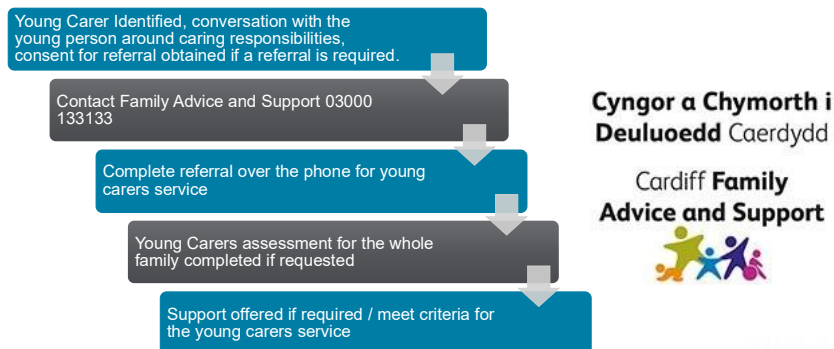 Young Carer Identified, conversation with the
young person around caring responsibilities,
consent for referral obtained if a referral is required.
Contact Family Advice and Support 03000
133133
Complete referral over the phone for young
carers service
Young Carers assessment for the whole
family completed if requested
Support offered if required / meet criteria for
the young carers service
Cyngor a Chymorth i
Deuluoedd Caerdydd
Cardiff Family
Advice and Support